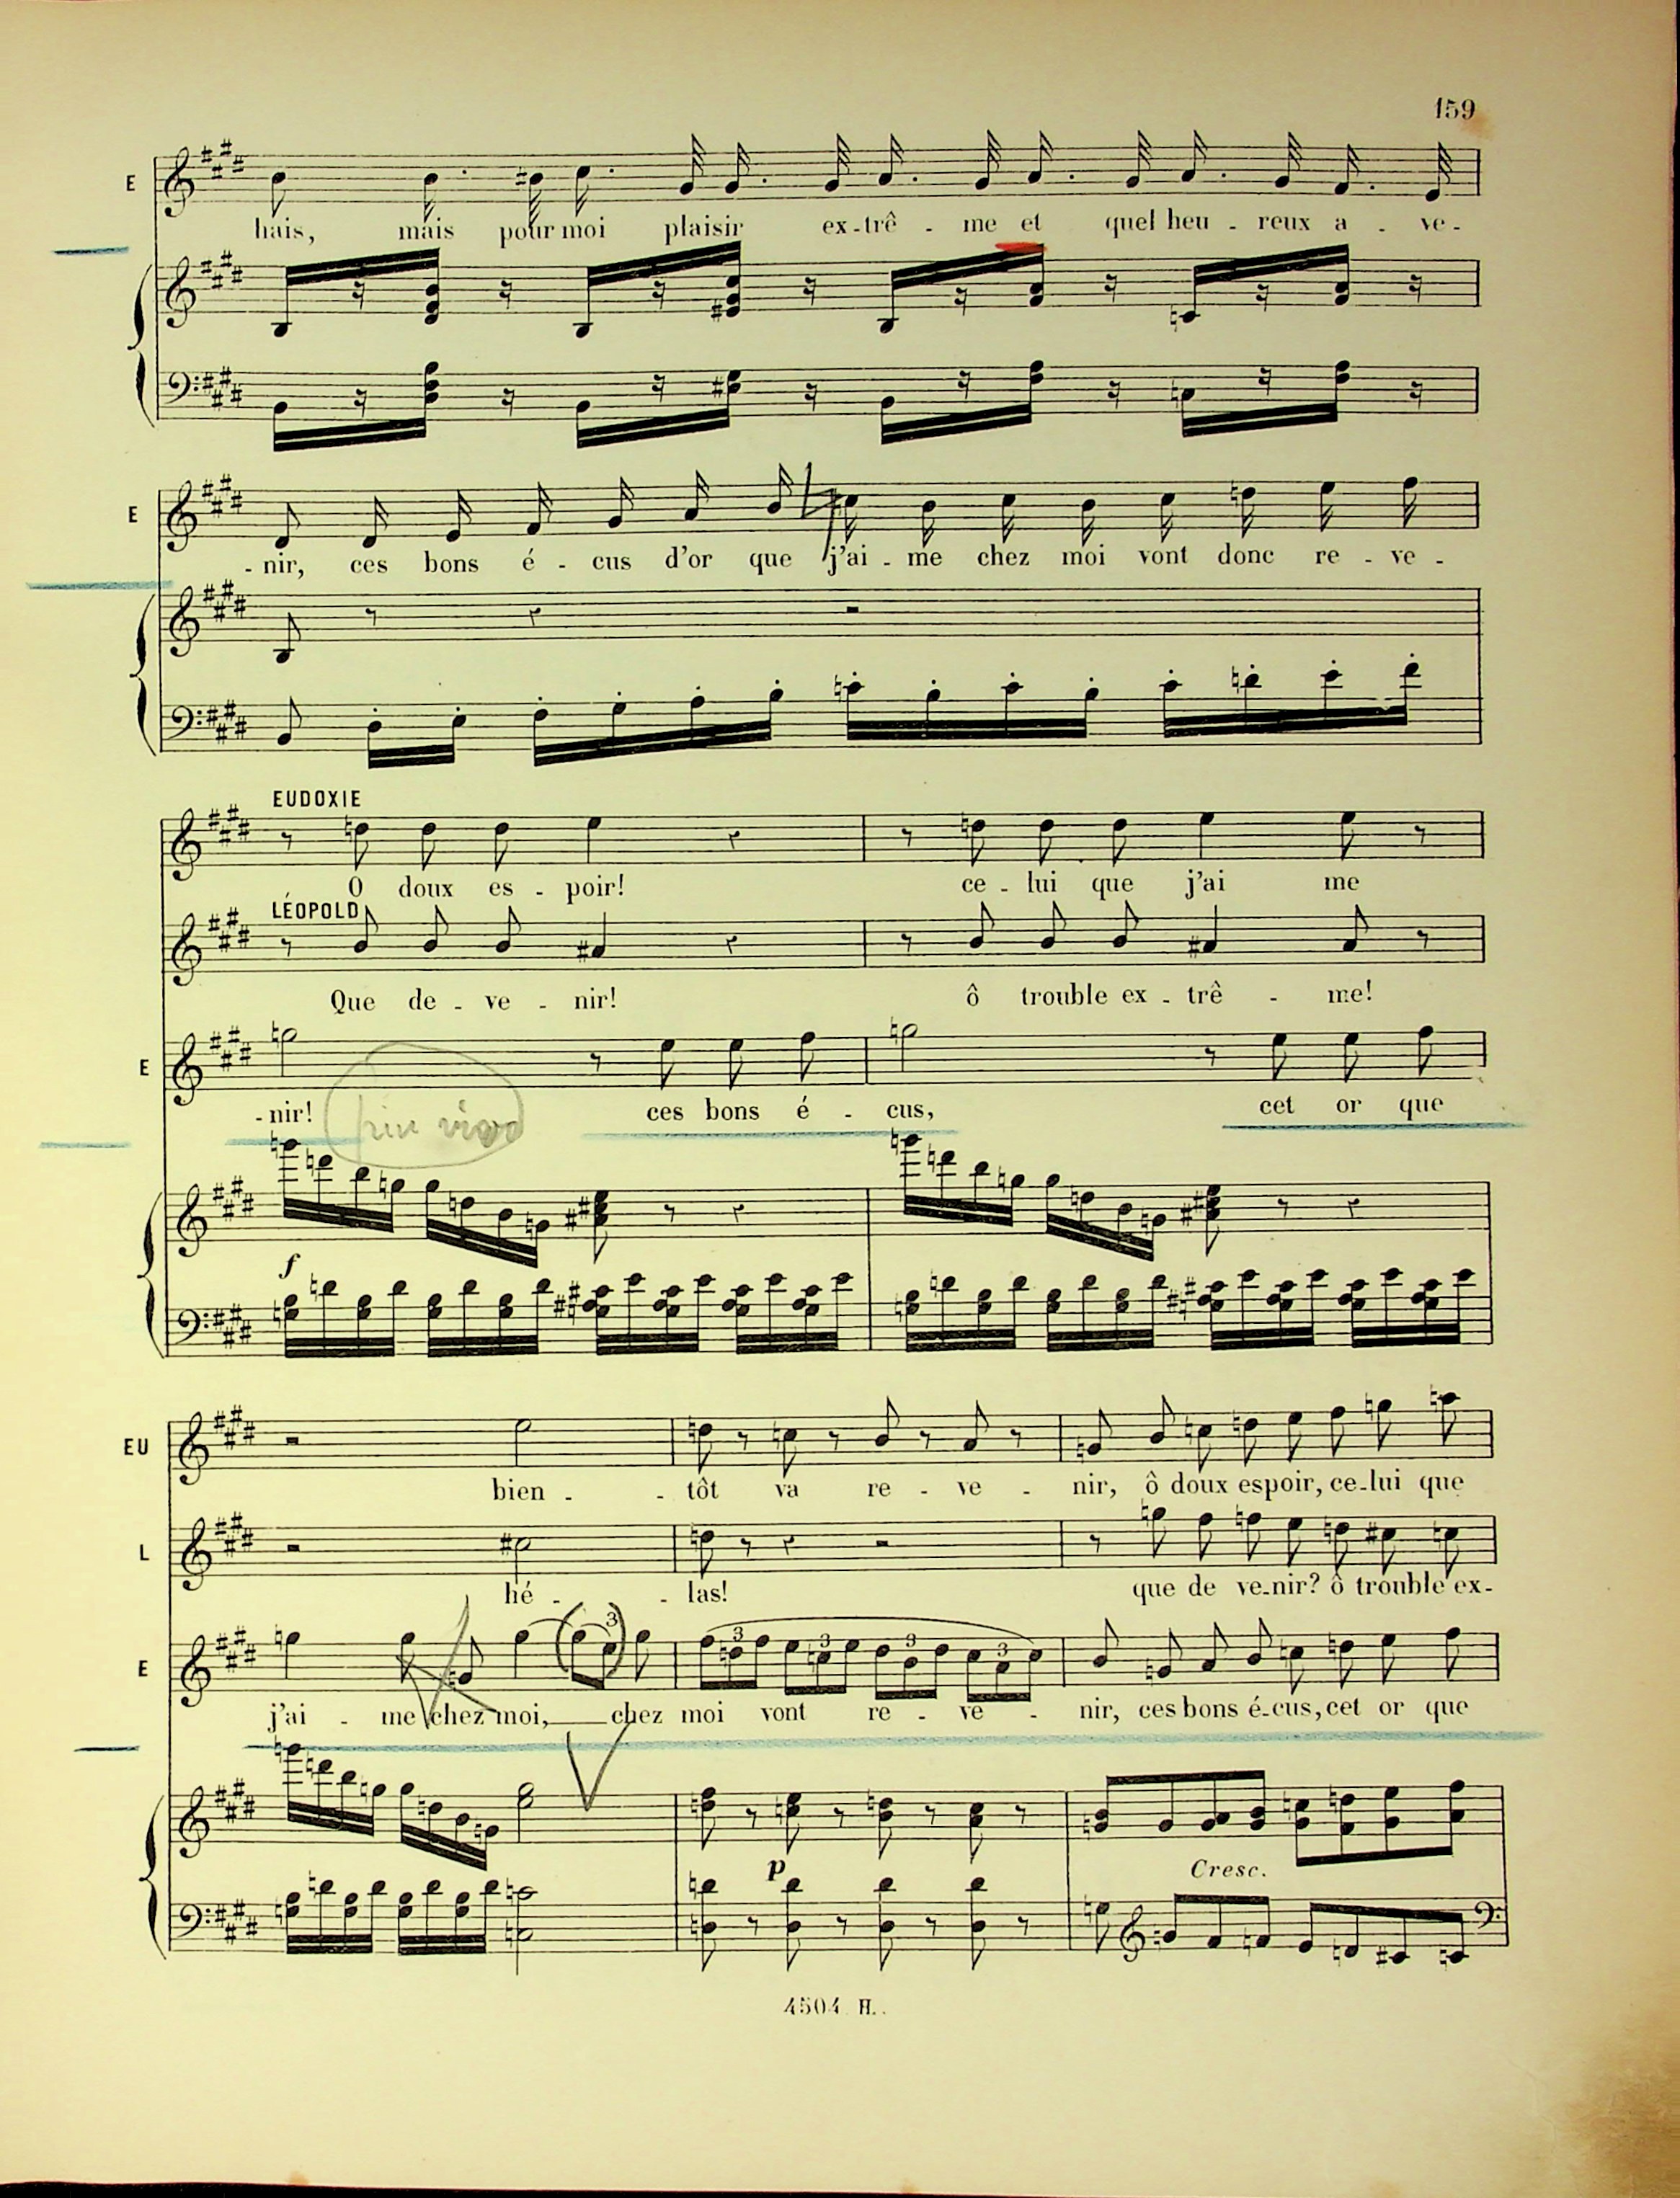 159
E
hais, mais pour moi plaisir ex-trê - me et quel heu - reux a - ve-
E
- nir, ces bons é - cus d'or que j'ai - me chez moi vont donc re - ve -
EUDOXIE
O doux es - poir! ce - lui que j'ai me
LÉOPOLD
Que de - ve - nir! ô trouble ex - trê - me!
E
- nir! ces bons é - cus, cet or que
f
EU
bien - - tôt va re - ve - nir, ô doux espoir, ce-lui que
L
hé - - las! que de ve-nir? ô trouble ex-
3
E
3 3 3 3
j'ai - me chez moi, chez moi vont re - ve - nir, ces bons é-cus, cet or que
p
Cresc.
4504. H.